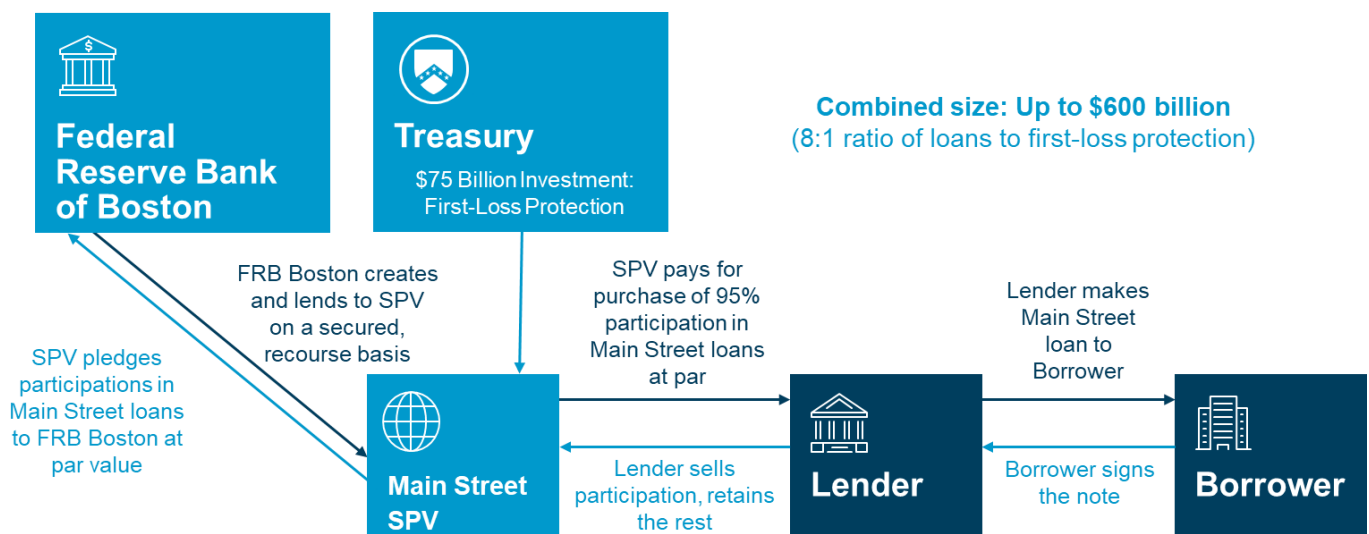 $
Federal
Reserve Bank
of Boston
Treasury
$75 Billion Investment:
First-Loss Protection
Combined size: Up to $600 billion
(8:1 ratio of loans to first-loss protection)
FRB Boston creates
and lends to SPV
on a secured,
recourse basis
SPV pays for
purchase of 95%
participation in
Main Street loans
at par
Lender makes
Main Street
loan to
Borrower
SPV pledges
participations in
Main Street loans
to FRB Boston at
par value
Main Street
SPV
Lender sells
participation, retains
the rest
Lender
Borrower signs
the note
Borrower